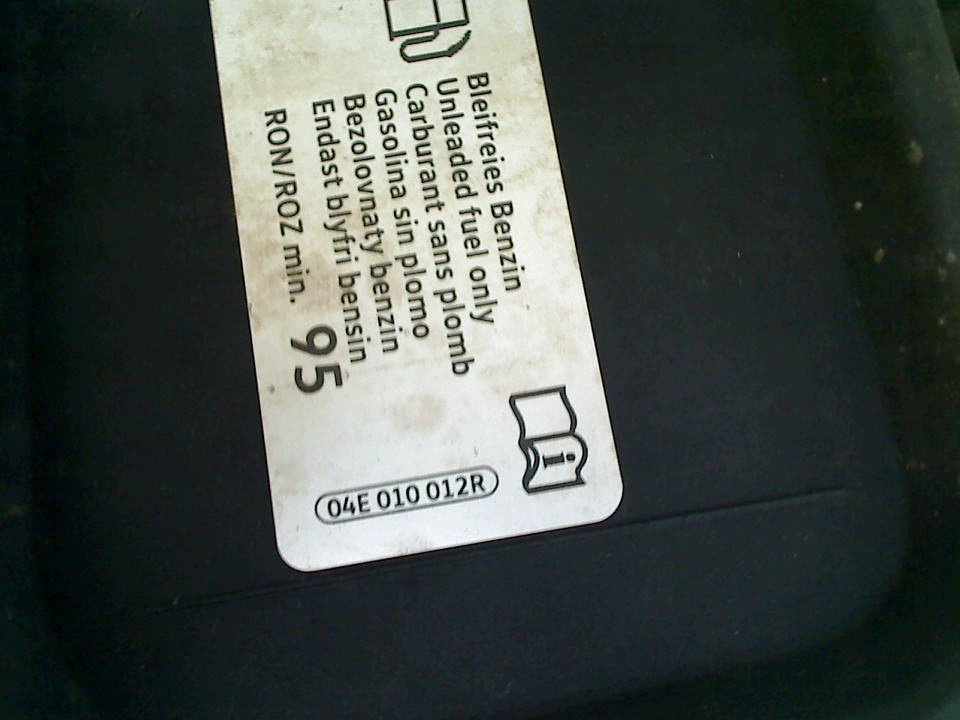 Bleifreies Benzin
Unleaded fuel only
Carburant sans plomb
Gasolina sin plomo
Bezolovnaty benzin
Endast blyfri bensin
RON/ROZ min. 95
i
04E 010 012R